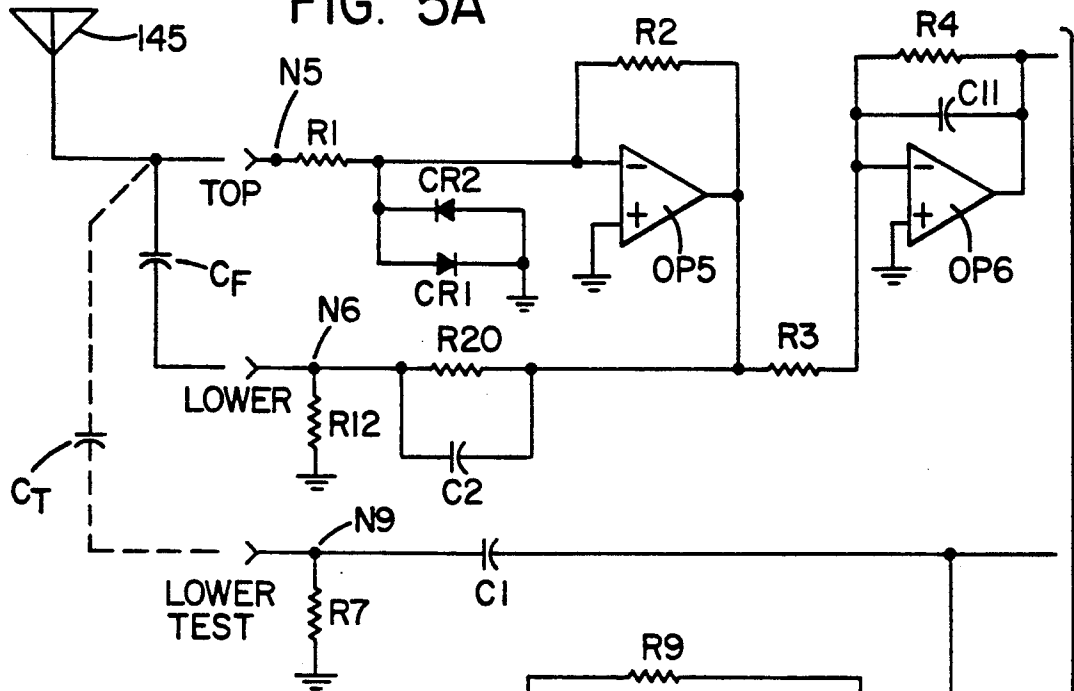 FIG. 5A
145
N5
R1
R2
R4
C11
TOP
CR2
CR1
−
+
OP5
−
+
OP6
CF
N6
R20
R3
LOWER
R12
C2
CT
N9
LOWER
TEST
R7
C1
R9